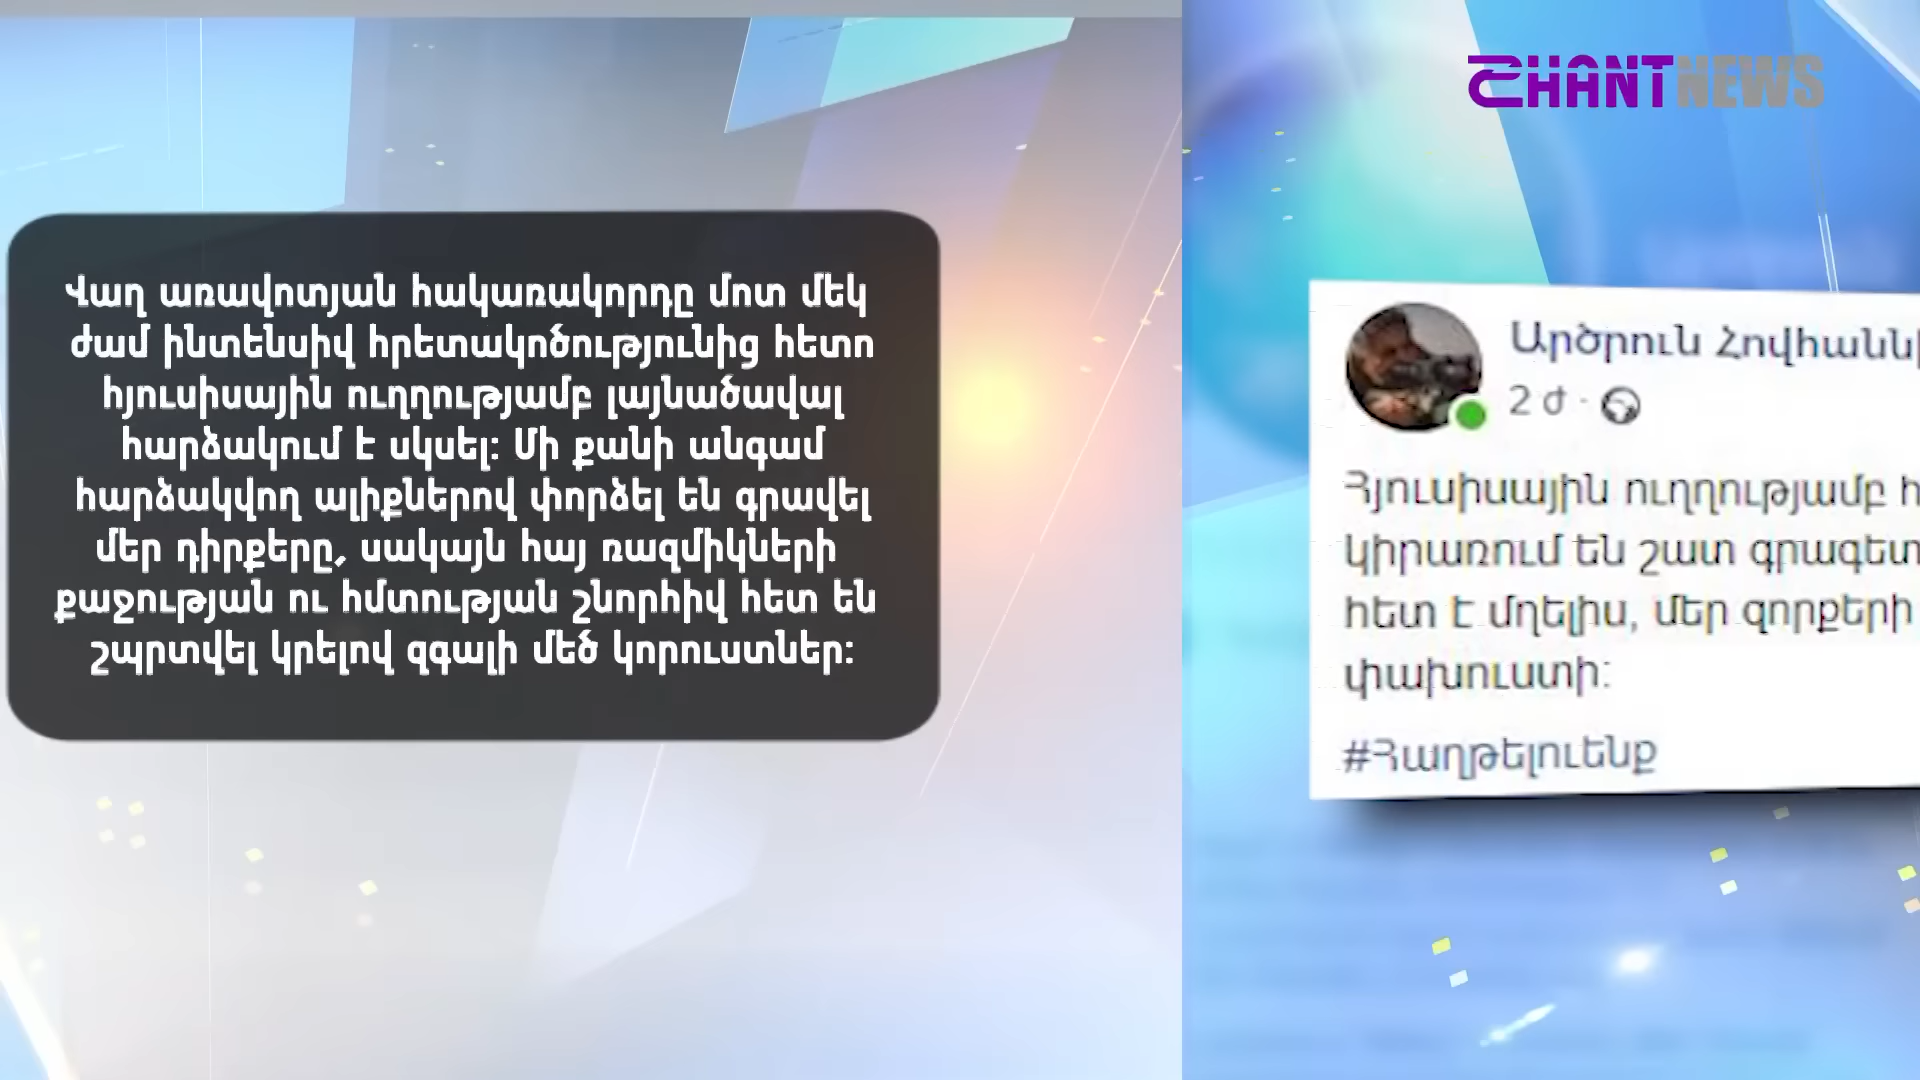 Վաղ առավոտյան հակառակորդը մոտ մեկ
ժամ ինտենսիվ հրետակոծությունից հետո
հյուսիսային ուղղությամբ լայնածավալ
հարձակում է սկսել։ Մի քանի անգամ
հարձակվող ալիքներով փորձել են գրավել
մեր դիրքերը, սակայն հայ ռազմիկների
քաջության ու հմտության շնորհիվ հետ են
շպրտվել կրելով զգալի մեծ կորուստներ։
SHANTNEWS
Արծրուն Հովհաննի
2 ժ ·
Հյուսիսային ուղղությամբ հ
կիրառում են շատ գրագետ
հետ է մղելիս, մեր զորքերի
փախուստի:
#Հաղթելուենք